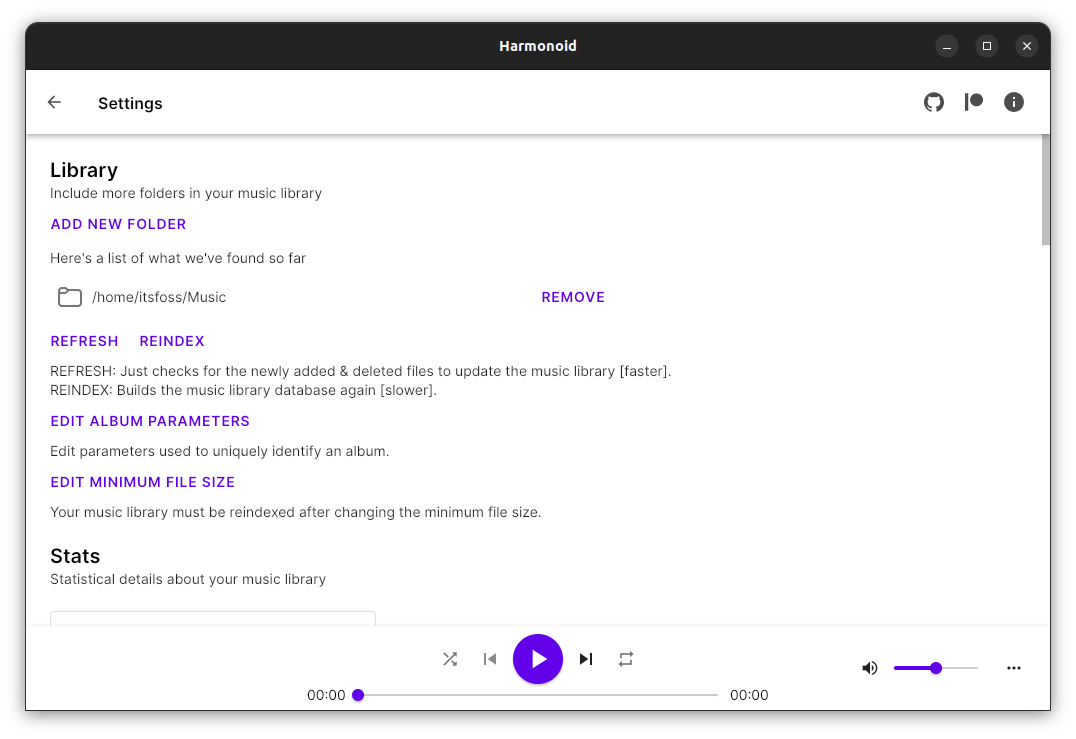 Harmonoid
Settings
Library
Include more folders in your music library
ADD NEW FOLDER
Here's a list of what we've found so far
/home/itsfoss/Music REMOVE
REFRESH REINDEX
REFRESH: Just checks for the newly added & deleted files to update the music library [faster].
REINDEX: Builds the music library database again [slower].
EDIT ALBUM PARAMETERS
Edit parameters used to uniquely identify an album.
EDIT MINIMUM FILE SIZE
Your music library must be reindexed after changing the minimum file size.
Stats
Statistical details about your music library
00:00 00:00